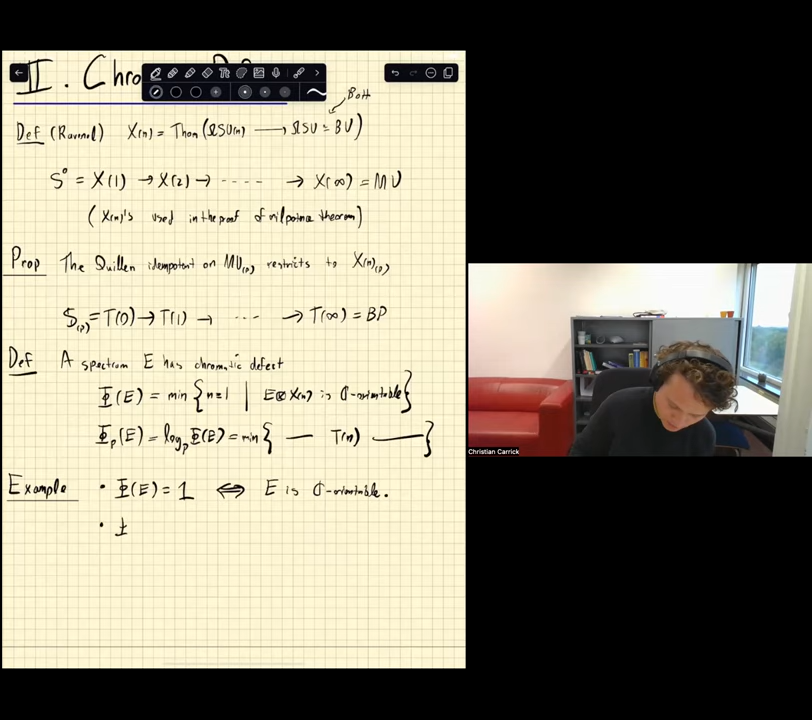 II. Chro
Bott
Def (Ravenel) X(n) = Thom(ΩSU(n) → ΩSU ≃ BU)
S⁰ = X(1) → X(2) → ---- → X(∞) = MU
(X(n)'s used in the proof of nilpotence theorem)
Prop The Quillen idempotent on MU(p) restricts to X(n)(p)
S(p) = T(0) → T(1) → ... → T(∞) = BP
Def A spectrum E has chromatic defect
Φ(E) = min { n≥1 | E⊗X(n) is ℂ-orientable }
Φp(E) = logp Φ(E) = min { — T(n) — }
Example • Φ(E) = 1 ⟺ E is ℂ-orientable.
•
Christian Carrick